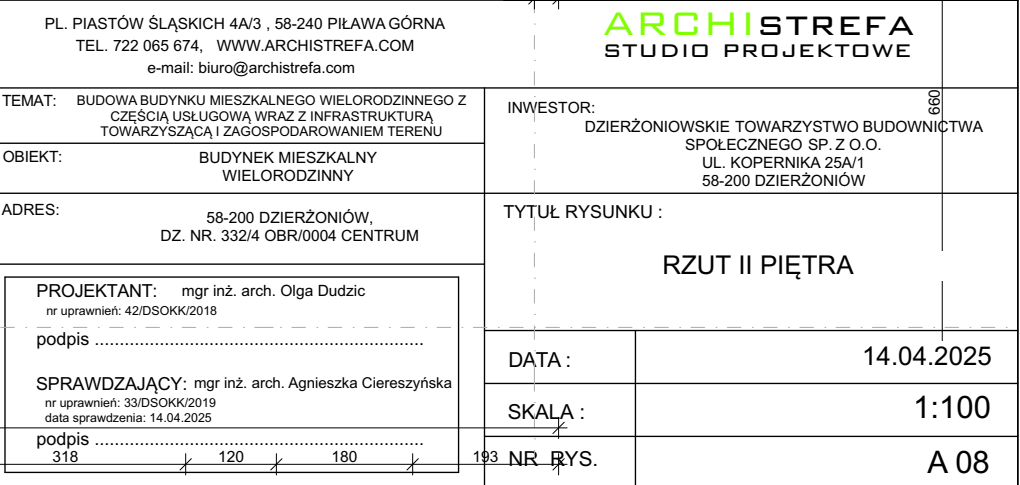 PL. PIASTÓW ŚLĄSKICH 4A/3 , 58-240 PIŁAWA GÓRNA
TEL. 722 065 674, WWW.ARCHISTREFA.COM
e-mail: biuro@archistrefa.com
ARCHISTREFA
STUDIO PROJEKTOWE
TEMAT: BUDOWA BUDYNKU MIESZKALNEGO WIELORODZINNEGO Z
CZĘŚCIĄ USŁUGOWĄ WRAZ Z INFRASTRUKTURĄ
TOWARZYSZĄCĄ I ZAGOSPODAROWANIEM TERENU
OBIEKT: BUDYNEK MIESZKALNY
WIELORODZINNY
ADRES: 58-200 DZIERŻONIÓW,
DZ. NR. 332/4 OBR/0004 CENTRUM
INWESTOR:
DZIERŻONIOWSKIE TOWARZYSTWO BUDOWNICTWA
SPOŁECZNEGO SP. Z O.O.
UL. KOPERNIKA 25A/1
58-200 DZIERŻONIÓW
660
TYTUŁ RYSUNKU :
RZUT II PIĘTRA
PROJEKTANT: mgr inż. arch. Olga Dudzic
nr uprawnień: 42/DSOKK/2018
podpis ..................................................................
SPRAWDZAJĄCY: mgr inż. arch. Agnieszka Ciereszyńska
nr uprawnień: 33/DSOKK/2019
data sprawdzenia: 14.04.2025
podpis ..................................................................
318 120 180 193
DATA : 14.04.2025
SKALA : 1:100
NR RYS. A 08